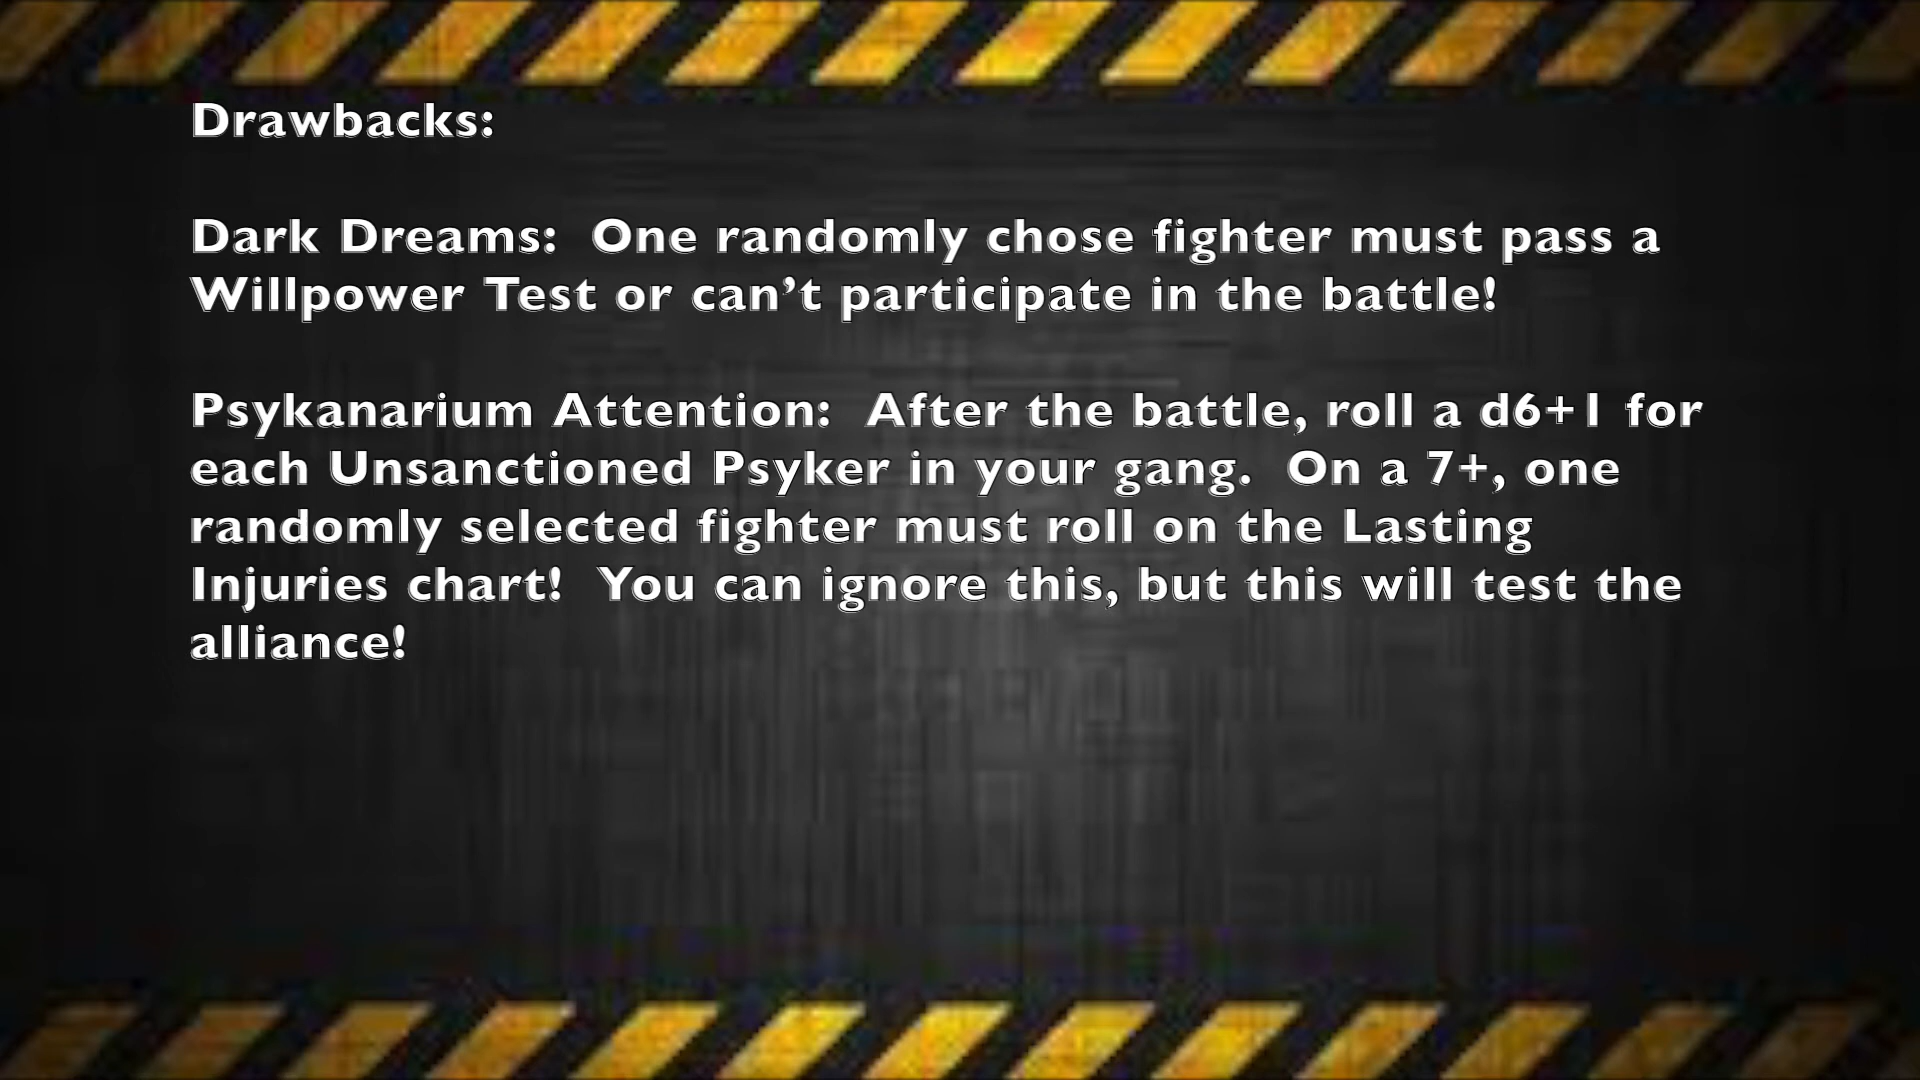 Drawbacks:
Dark Dreams:  One randomly chose fighter must pass a
Willpower Test or can’t participate in the battle!
Psykanarium Attention:  After the battle, roll a d6+1 for
each Unsanctioned Psyker in your gang.  On a 7+, one
randomly selected fighter must roll on the Lasting
Injuries chart!  You can ignore this, but this will test the
alliance!